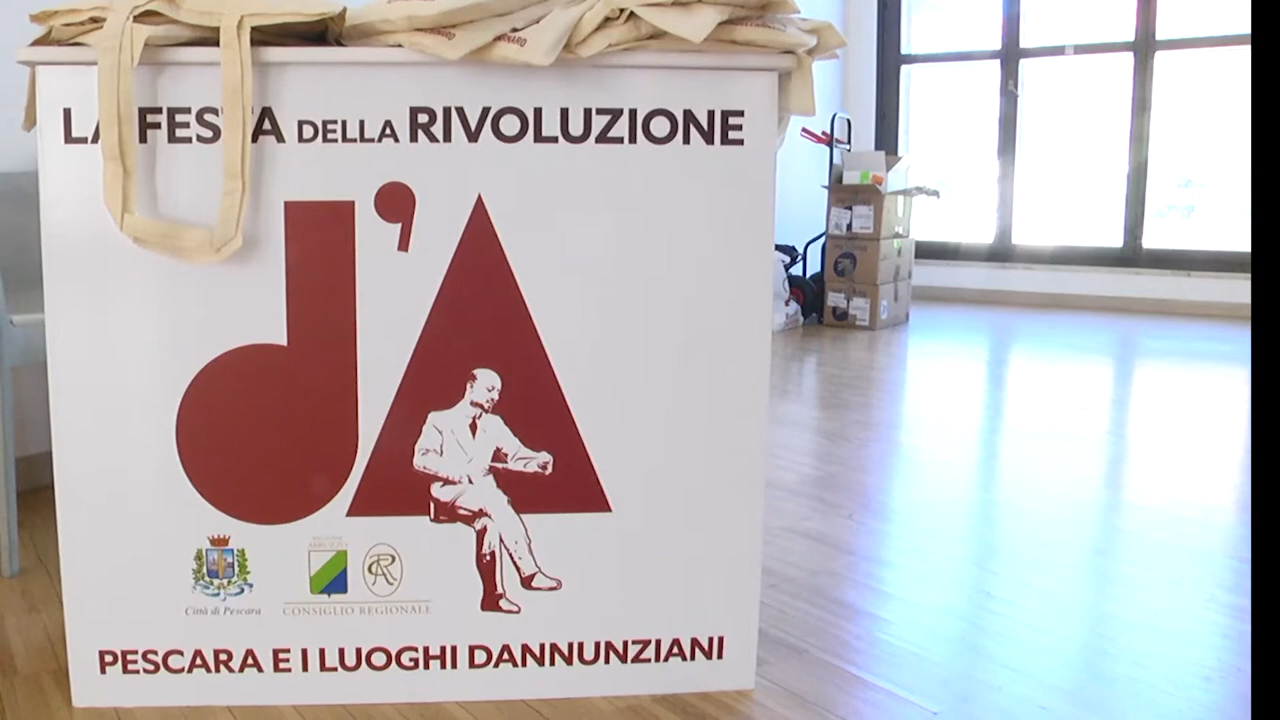 LA FESTA DELLA RIVOLUZIONE
d'A
Città di Pescara
CONSIGLIO REGIONALE
PESCARA E I LUOGHI DANNUNZIANI